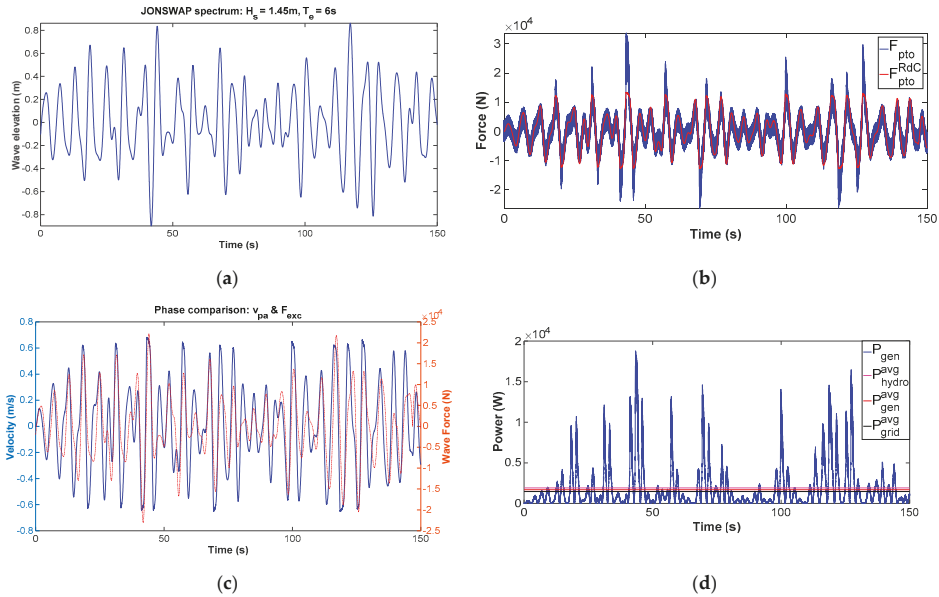 JONSWAP spectrum: H_s = 1.45m, T_e = 6s
Wave elevation (m)
0.8
0.6
0.4
0.2
0
-0.2
-0.4
-0.6
-0.8
0 50 100 150
Time (s)
(a)
×10^4
Force (N)
3
2
1
0
-1
-2
F_pto
F_pto^RdC
0 50 100 150
Time (s)
(b)
Phase comparison: v_pa & F_exc
×10^4
Velocity (m/s)
0.8
0.6
0.4
0.2
0
-0.2
-0.4
-0.6
-0.8
2.5
2
1.5
1
0.5
0
-0.5
-1
-1.5
-2
-2.5
Wave Force (N)
0 50 100 150
Time (s)
(c)
×10^4
Power (W)
2
1.5
1
0.5
0
P_gen
P_hydro^avg
P_gen^avg
P_grid^avg
0 50 100 150
Time (s)
(d)